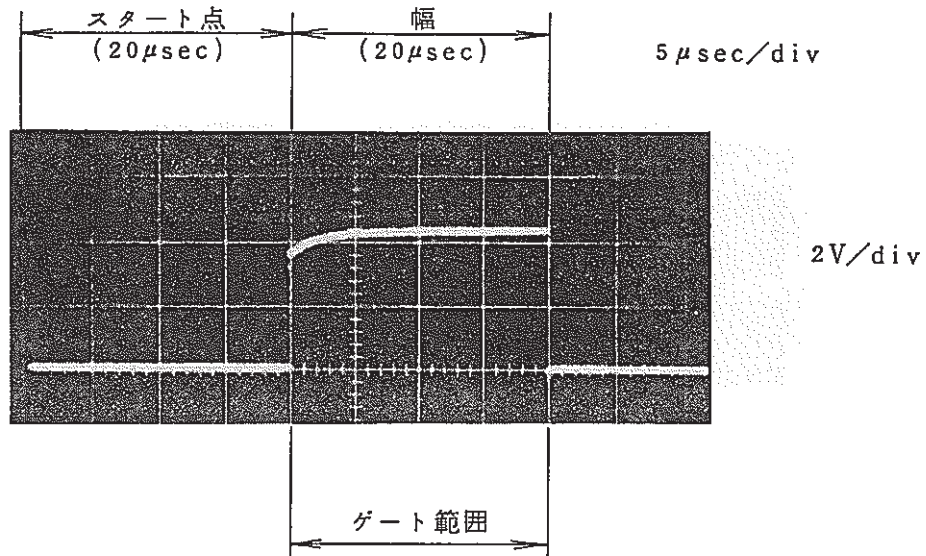 スタート点
(20μsec)
幅
(20μsec)
5μsec/div
2V/div
ゲート範囲